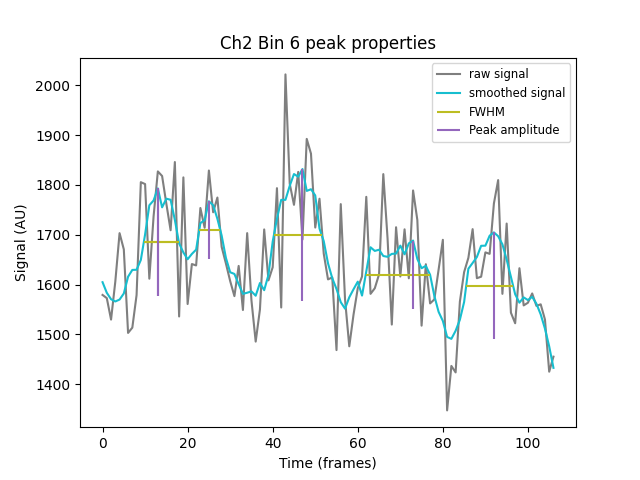 Ch2 Bin 6 peak properties
raw signal
smoothed signal
FWHM
Peak amplitude
Signal (AU)
2000
1900
1800
1700
1600
1500
1400
0 20 40 60 80 100
Time (frames)